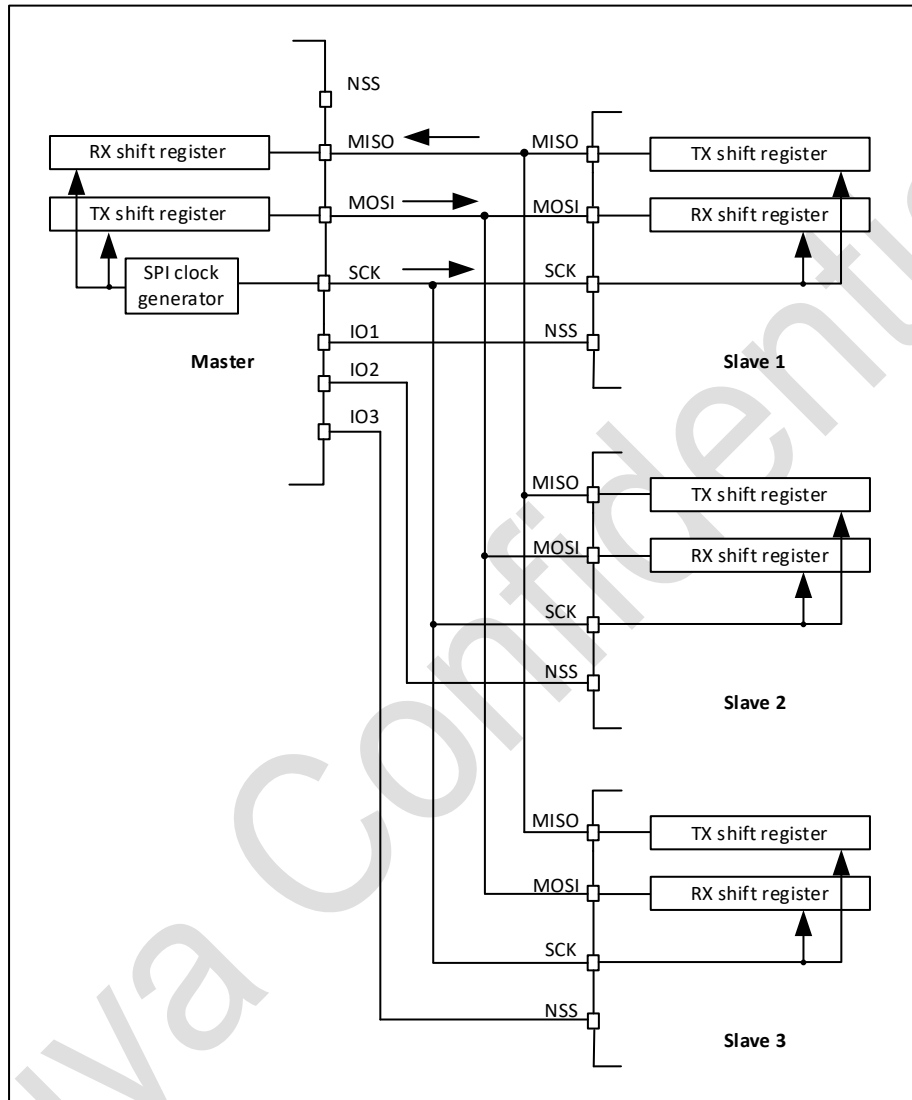 NSS
RX shift register
MISO
MISO
TX shift register
TX shift register
MOSI
MOSI
RX shift register
SPI clock
generator
SCK
SCK
IO1
NSS
Master
Slave 1
IO2
IO3
MISO
TX shift register
MOSI
RX shift register
SCK
NSS
Slave 2
MISO
TX shift register
MOSI
RX shift register
SCK
NSS
Slave 3